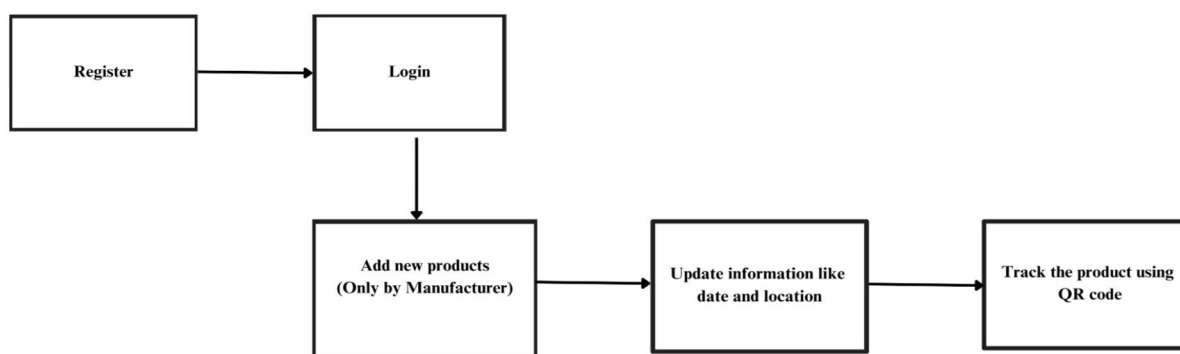 Register
Login
Add new products
(Only by Manufacturer)
Update information like
date and location
Track the product using
QR code